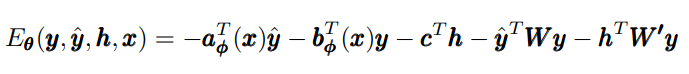 E_θ(y, ŷ, h, x) = −a_ϕ^T(x)ŷ − b_ϕ^T(x)y − c^T h − ŷ^T W y − h^T W′ y